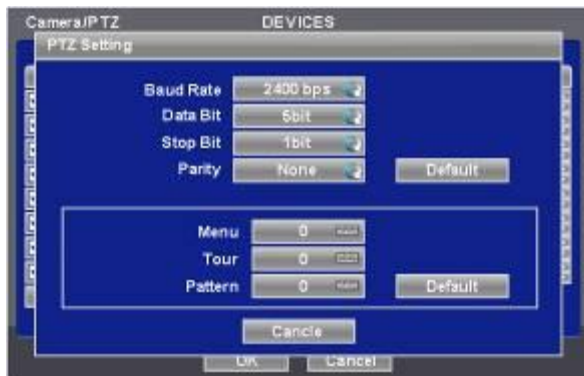 Camera/PTZ DEVICES
PTZ Setting
Baud Rate 2400 bps
Data Bit 5bit
Stop Bit 1bit
Parity None Default
Menu 0
Tour 0
Pattern 0 Default
Cancle
OK Cancel